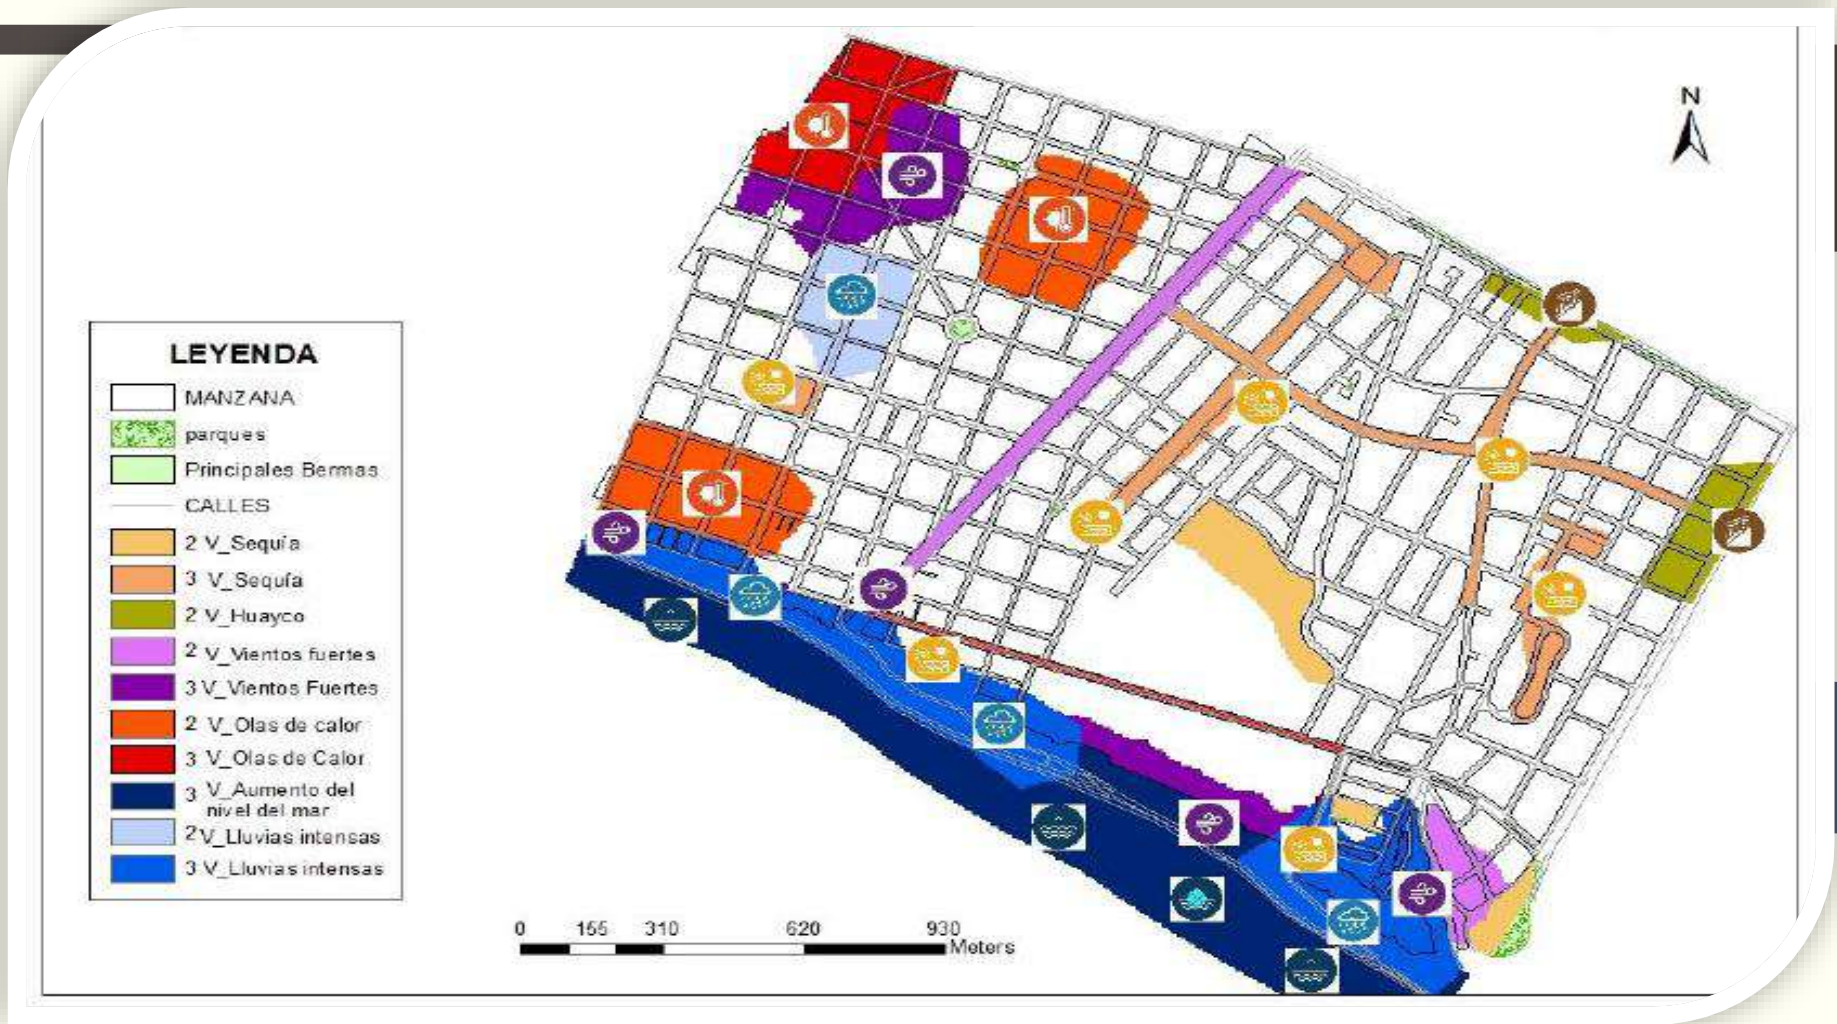 N
LEYENDA
MANZANA
parques
Principales Bermas
CALLES
2 V_Sequía
3 V_Sequía
2 V_Huayco
2 V_Vientos fuertes
3 V_Vientos Fuertes
2 V_Olas de calor
3 V_Olas de Calor
3 V_Aumento del
nivel del mar
2 V_Lluvias intensas
3 V_Lluvias intensas
0 155 310 620 930
Meters